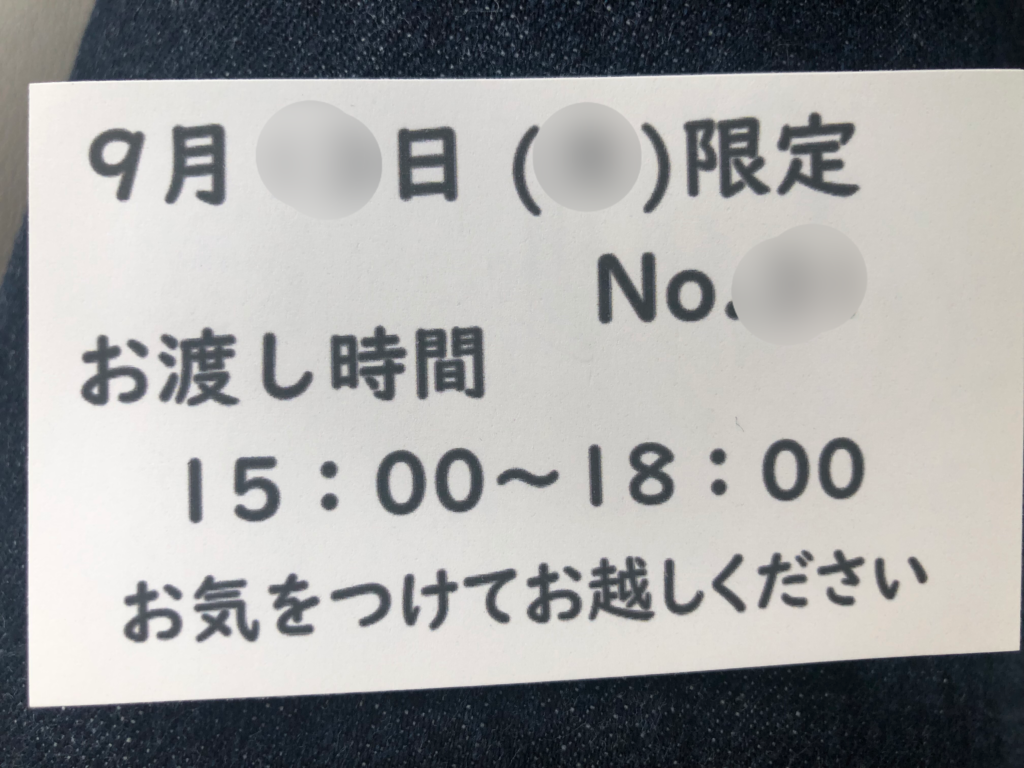 9月 日 ( )限定
No.
お渡し時間
15：00～18：00
お気をつけてお越しください